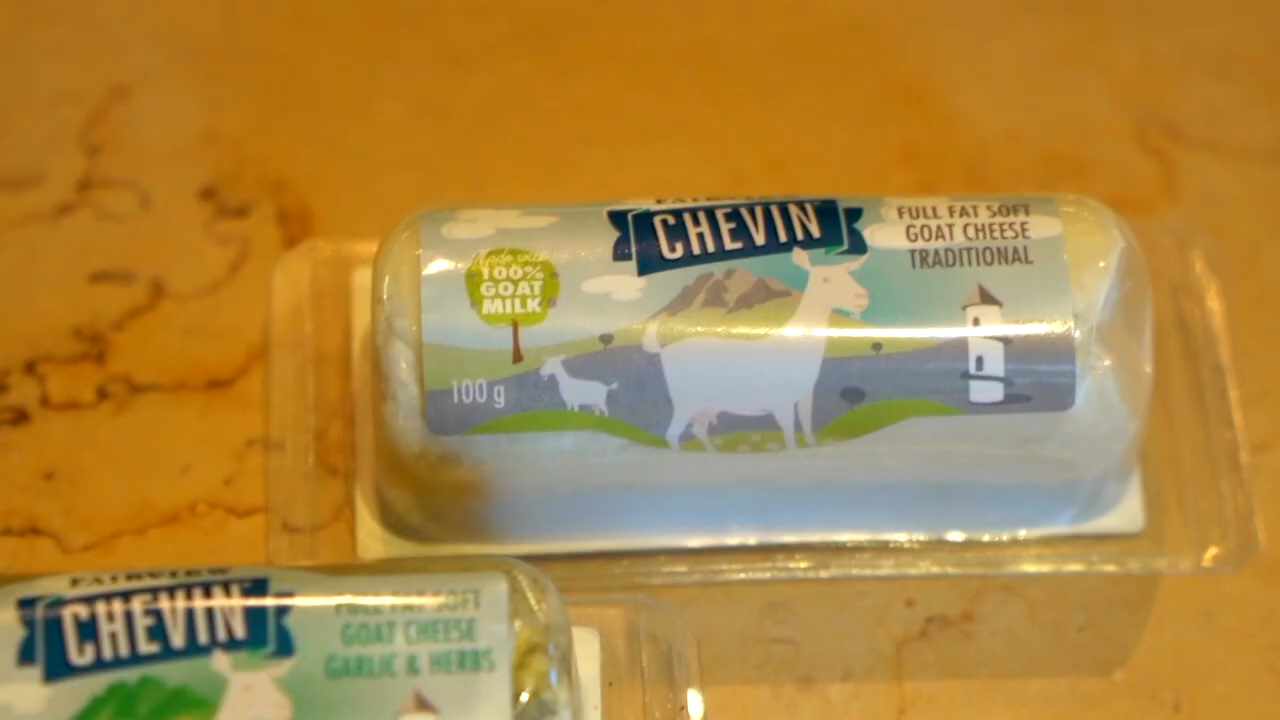 CHEVIN
FULL FAT SOFT
GOAT CHEESE
TRADITIONAL
Made with
100%
GOAT
MILK
100 g
FAIRVIEW
CHEVIN
FULL FAT SOFT
GOAT CHEESE
GARLIC & HERBS